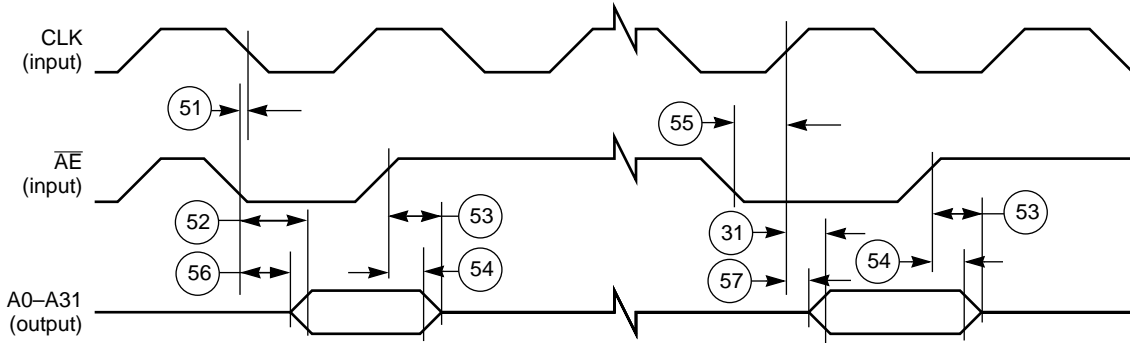 CLK
(input)
51
55
AE
(input)
52
53
31
53
56
54
57
54
A0–A31
(output)